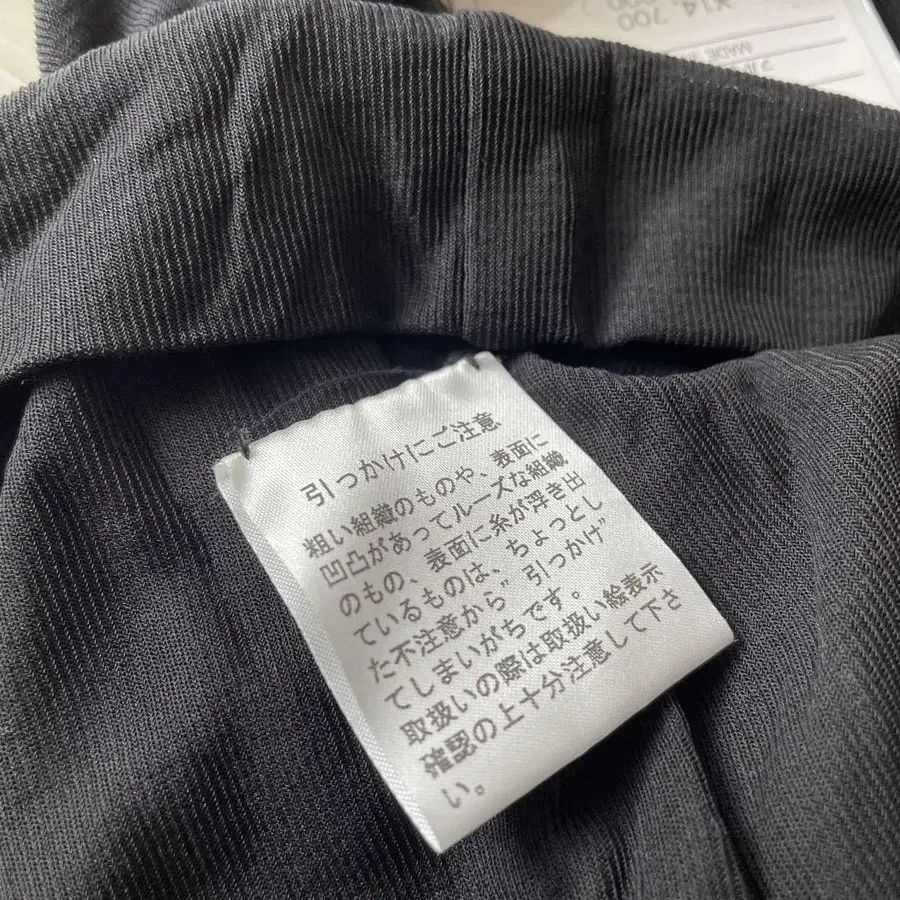 引っかけにご注意
粗い組織のものや、表面に
凹凸があってルーズな組織
のもの、表面に糸が浮き出
ているものは、ちょっとし
た不注意から”引っかけ”
てしまいがちです。
取扱いの際は取扱い絵表示
確認の上十分注意して下さ
い。
¥14,700
MADE